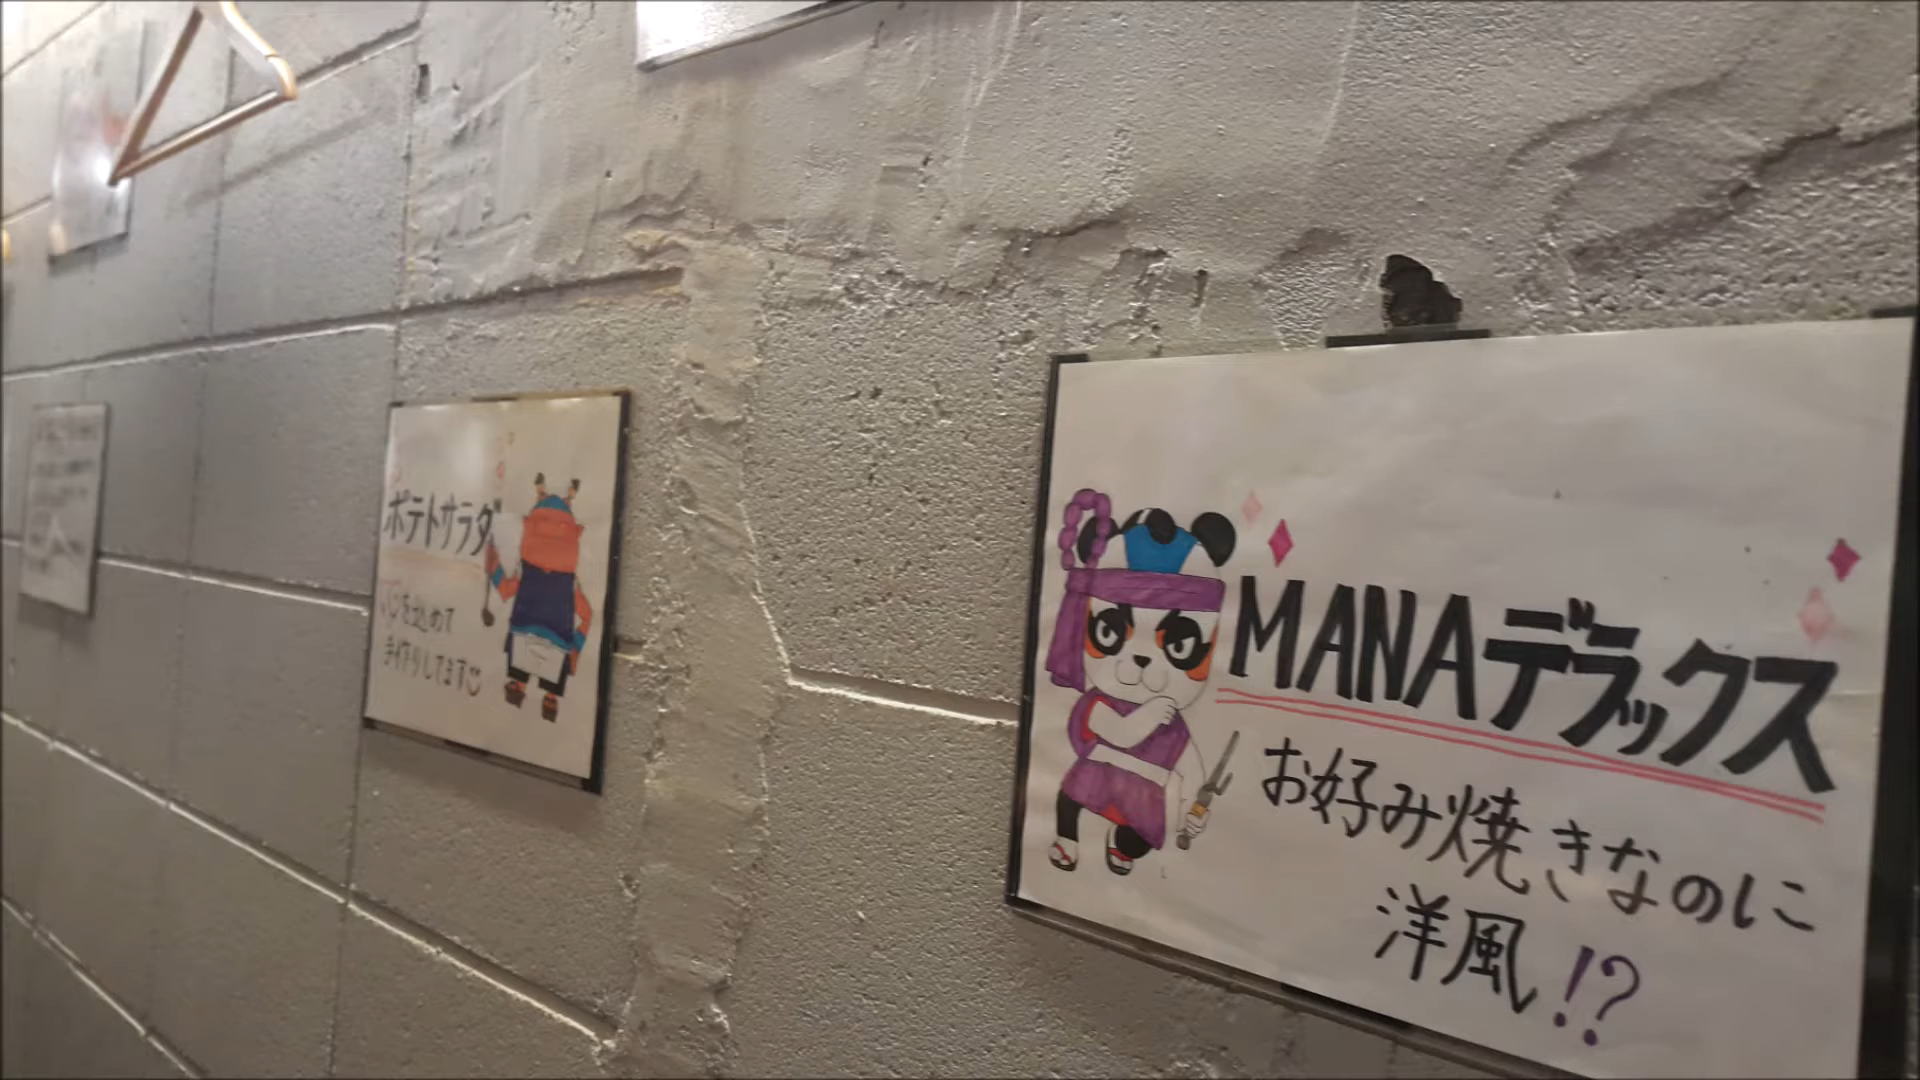 ポテトサラダ
心を込めて
手作りしてます
MANAデラックス
お好み焼きなのに
洋風!?